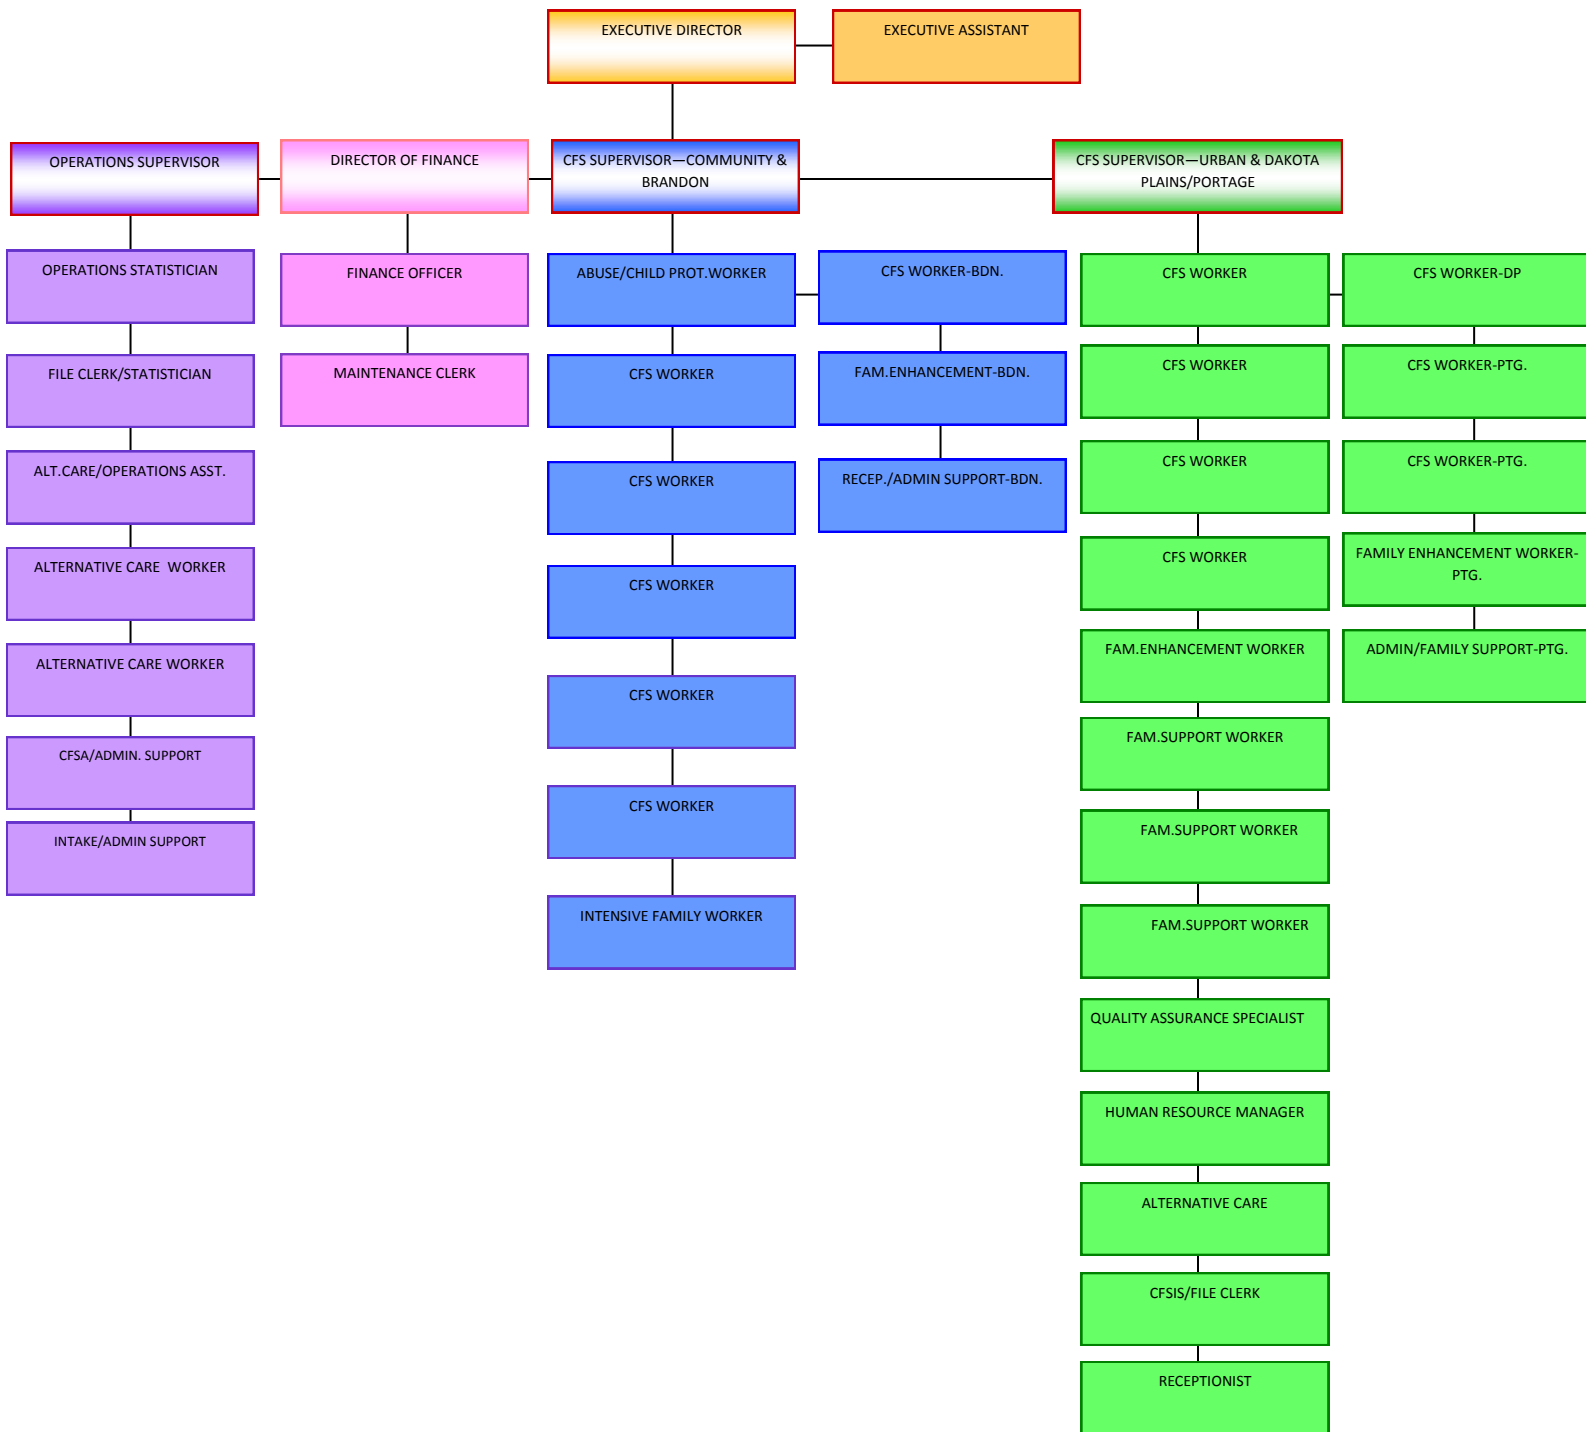 EXECUTIVE DIRECTOR
EXECUTIVE ASSISTANT
OPERATIONS SUPERVISOR
DIRECTOR OF FINANCE
CFS SUPERVISOR—COMMUNITY &
BRANDON
CFS SUPERVISOR—URBAN & DAKOTA
PLAINS/PORTAGE
OPERATIONS STATISTICIAN
FILE CLERK/STATISTICIAN
ALT.CARE/OPERATIONS ASST.
ALTERNATIVE CARE  WORKER
ALTERNATIVE CARE WORKER
CFSA/ADMIN. SUPPORT
INTAKE/ADMIN SUPPORT
FINANCE OFFICER
MAINTENANCE CLERK
ABUSE/CHILD PROT.WORKER
CFS WORKER
CFS WORKER
CFS WORKER
CFS WORKER
CFS WORKER
INTENSIVE FAMILY WORKER
CFS WORKER-BDN.
FAM.ENHANCEMENT-BDN.
RECEP./ADMIN SUPPORT-BDN.
CFS WORKER
CFS WORKER
CFS WORKER
CFS WORKER
FAM.ENHANCEMENT WORKER
FAM.SUPPORT WORKER
FAM.SUPPORT WORKER
FAM.SUPPORT WORKER
QUALITY ASSURANCE SPECIALIST
HUMAN RESOURCE MANAGER
ALTERNATIVE CARE
CFSIS/FILE CLERK
RECEPTIONIST
CFS WORKER-DP
CFS WORKER-PTG.
CFS WORKER-PTG.
FAMILY ENHANCEMENT WORKER-
PTG.
ADMIN/FAMILY SUPPORT-PTG.